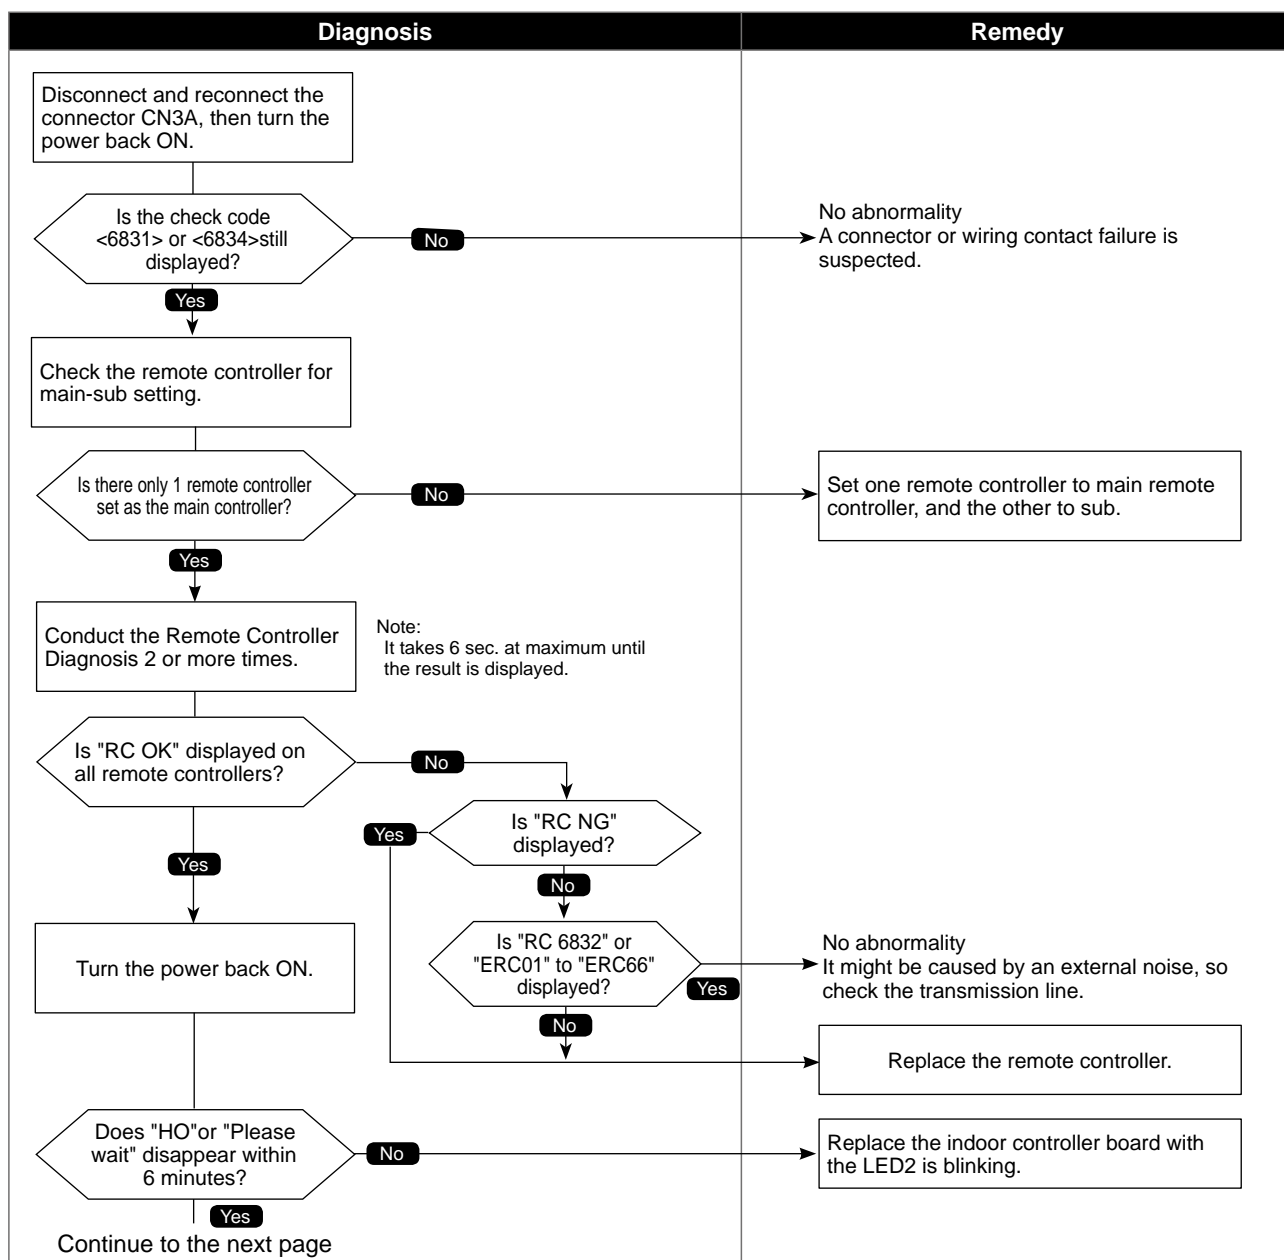 Diagnosis
Remedy
Disconnect and reconnect the
connector CN3A, then turn the
power back ON.
Is the check code
<6831> or <6834>still
displayed?
No
No abnormality
A connector or wiring contact failure is
suspected.
Yes
Check the remote controller for
main-sub setting.
Is there only 1 remote controller
set as the main controller?
No
Set one remote controller to main remote
controller, and the other to sub.
Yes
Conduct the Remote Controller
Diagnosis 2 or more times.
Note:
It takes 6 sec. at maximum until
the result is displayed.
Is "RC OK" displayed on
all remote controllers?
No
Is "RC NG"
displayed?
Yes
Yes
No
Is "RC 6832" or
"ERC01" to "ERC66"
displayed?
Yes
No abnormality
It might be caused by an external noise, so
check the transmission line.
Turn the power back ON.
No
Replace the remote controller.
Does "HO"or "Please
wait" disappear within
6 minutes?
No
Replace the indoor controller board with
the LED2 is blinking.
Yes
Continue to the next page